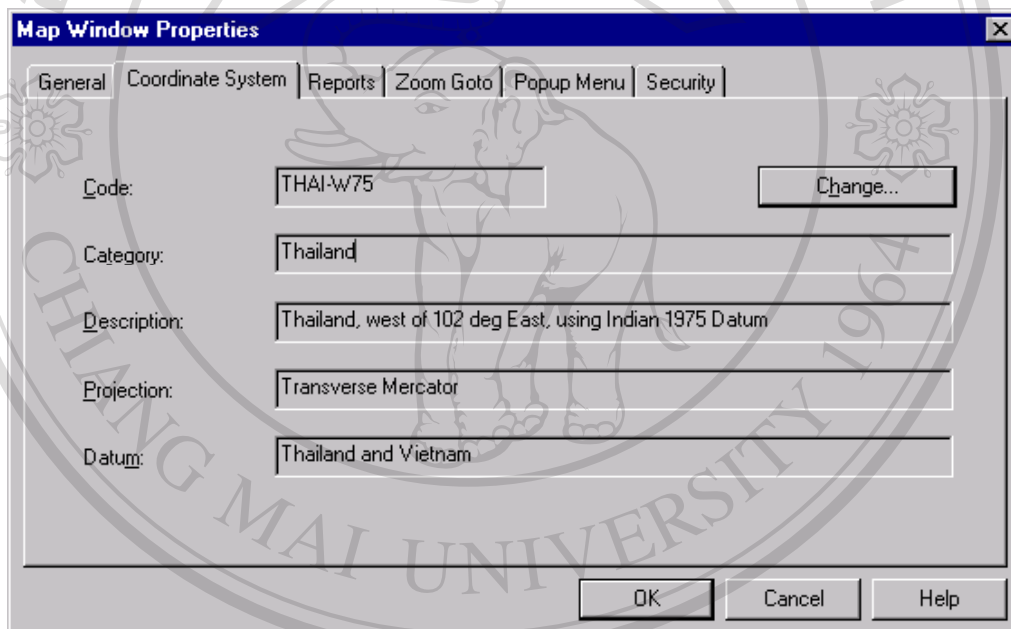 Map Window Properties
General Coordinate System Reports Zoom Goto Popup Menu Security
Code: THAI-W75 Change...
Category: Thailand
Description: Thailand, west of 102 deg East, using Indian 1975 Datum
Projection: Transverse Mercator
Datum: Thailand and Vietnam
OK Cancel Help
CHIANG MAI UNIVERSITY 1964